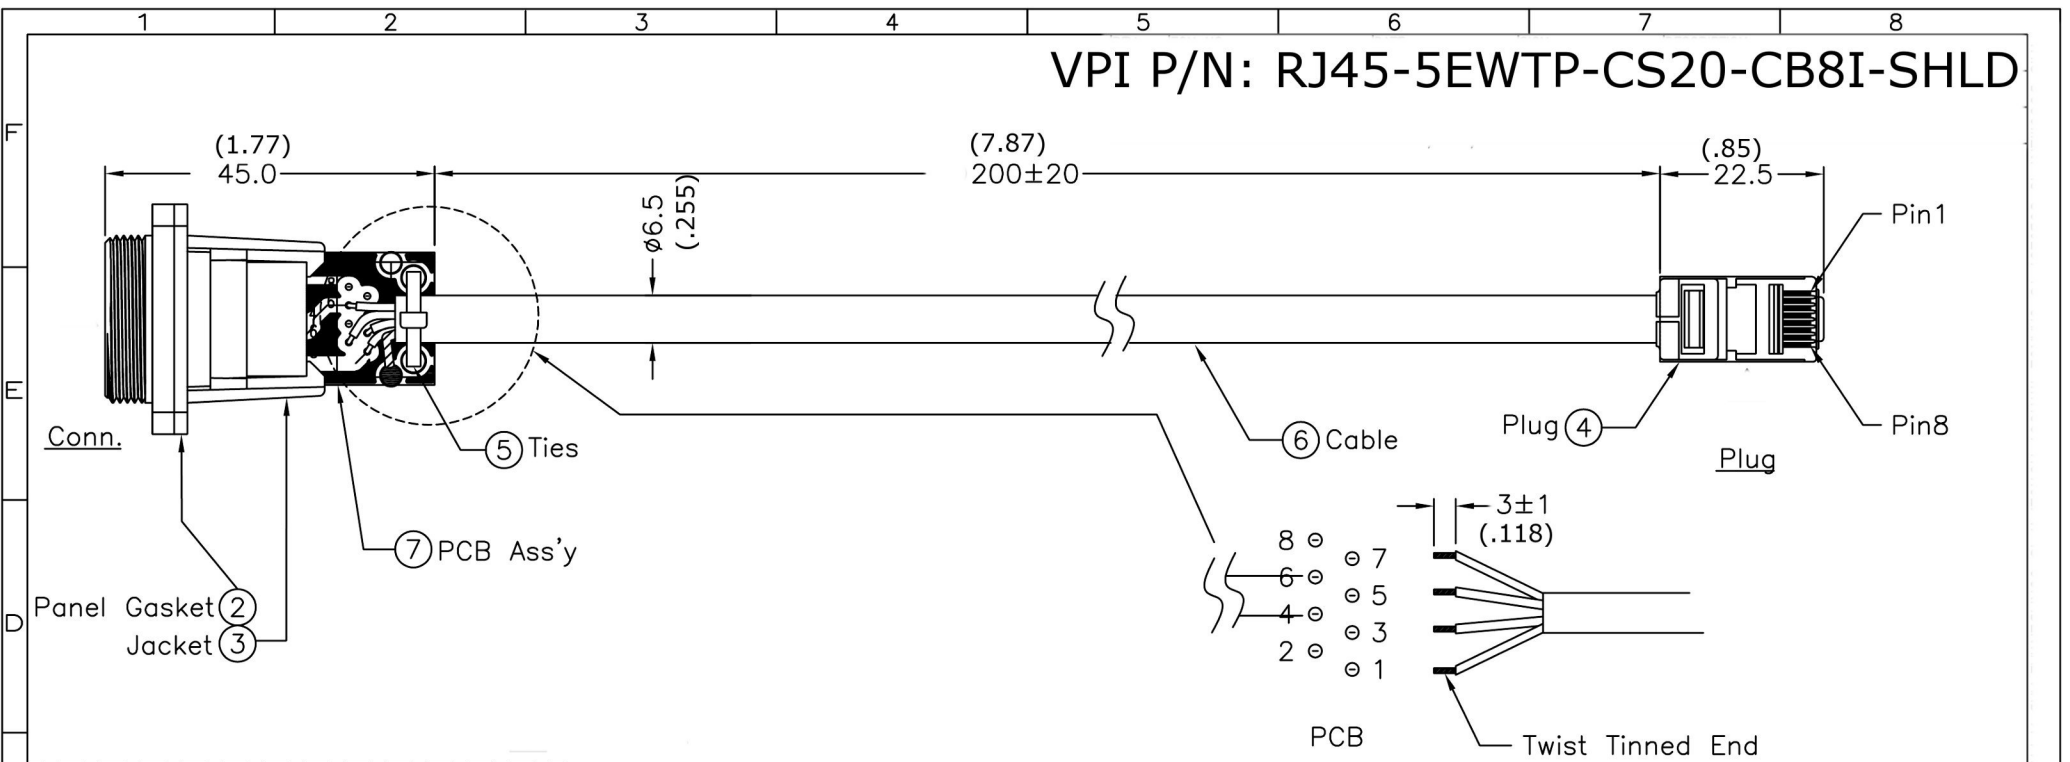 1 2 3 4 5 6 7 8
VPI P/N: RJ45-5EWTP-CS20-CB8I-SHLD
F
(1.77)
45.0
(7.87)
200±20
(.85)
22.5
ø6.5
(.255)
Pin1
E
Conn.
5 Ties
6 Cable
Plug 4
Pin8
Plug
7 PCB Ass'y
3±1
(.118)
D
Panel Gasket 2
Jacket 3
8
7
6
5
4
3
2
1
PCB
Twist Tinned End